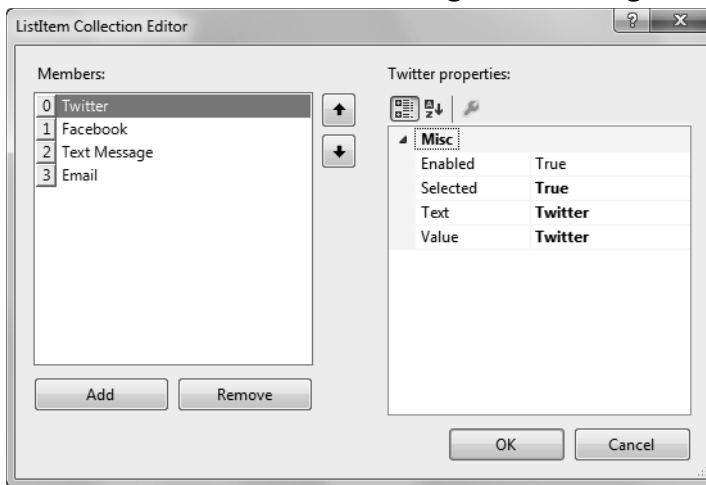 ListItem Collection Editor
Members:
0 Twitter
1 Facebook
2 Text Message
3 Email
Add
Remove
Twitter properties:
Misc
Enabled True
Selected True
Text Twitter
Value Twitter
OK
Cancel